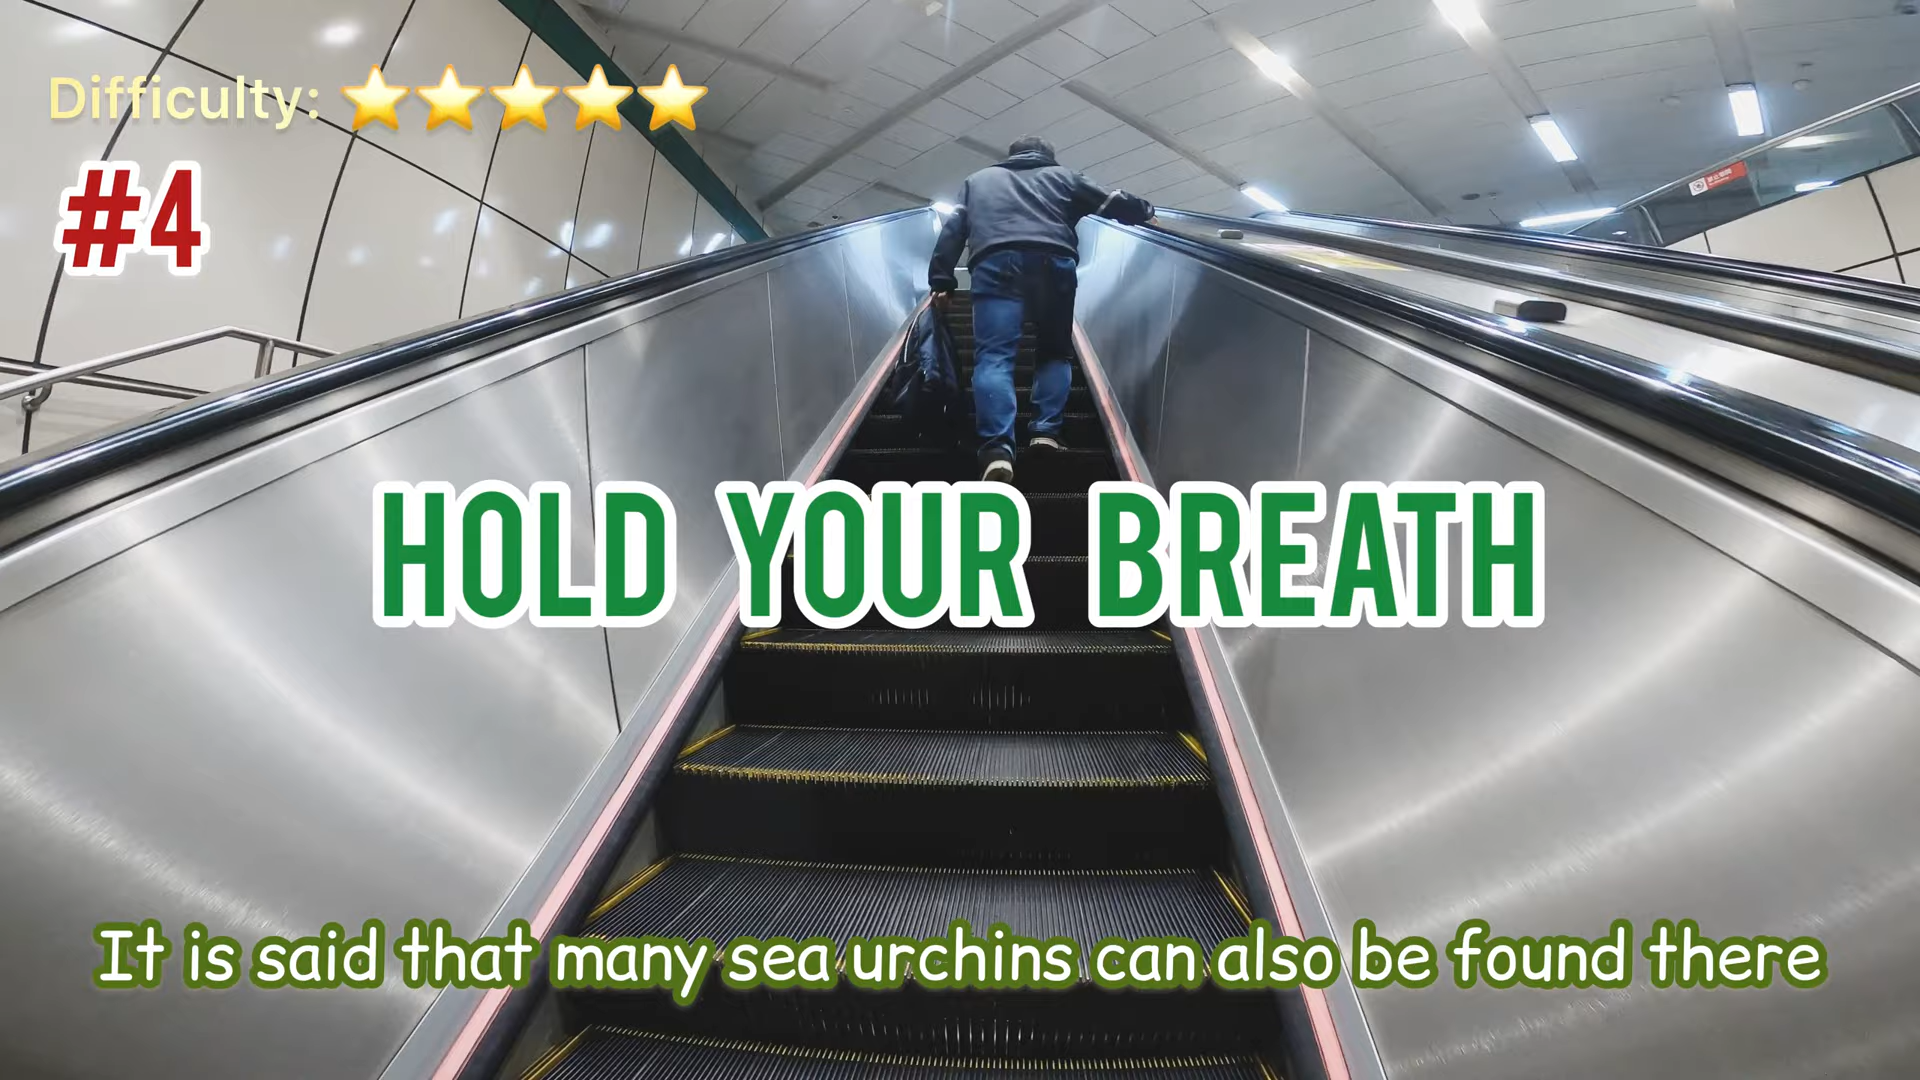 Difficulty: ⭐⭐⭐⭐⭐
#4
HOLD YOUR BREATH
It is said that many sea urchins can also be found there